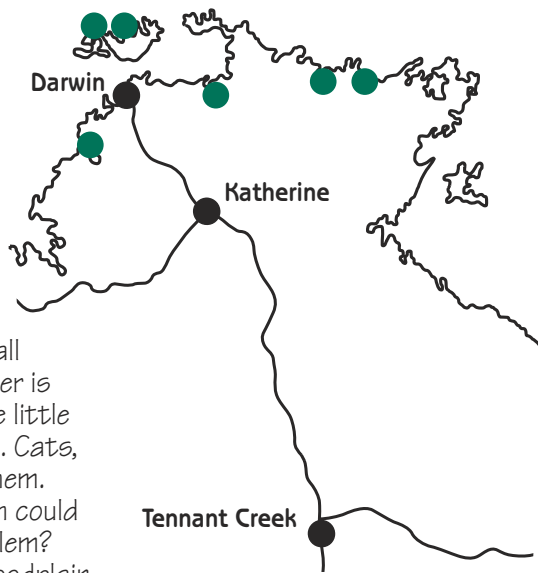 Darwin
Katherine
all
er is
e little
. Cats,
hem.
could
Tennant Creek
lem?